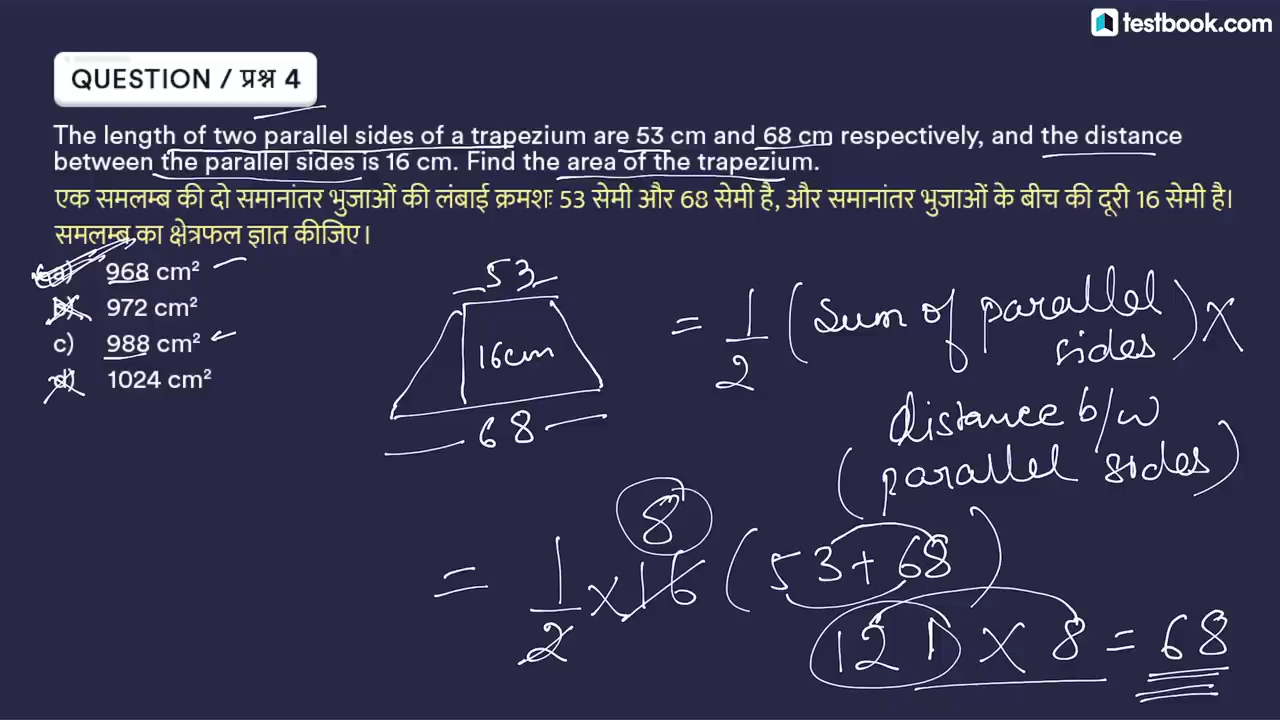 testbook.com
QUESTION / प्रश्न 4
The length of two parallel sides of a trapezium are 53 cm and 68 cm respectively, and the distance
between the parallel sides is 16 cm. Find the area of the trapezium.
एक समलम्ब की दो समानांतर भुजाओं की लंबाई क्रमशः 53 सेमी और 68 सेमी है, और समानांतर भुजाओं के बीच की दूरी 16 सेमी है।
समलम्ब का क्षेत्रफल ज्ञात कीजिए।
a) 968 cm²
b) 972 cm²
c) 988 cm²
d) 1024 cm²
53
16cm
68
= 1/2 (Sum of parallel
sides) ×
distance b/w
(parallel sides)
8
= 1/2 × 16 (53+68)
121 × 8 = 68